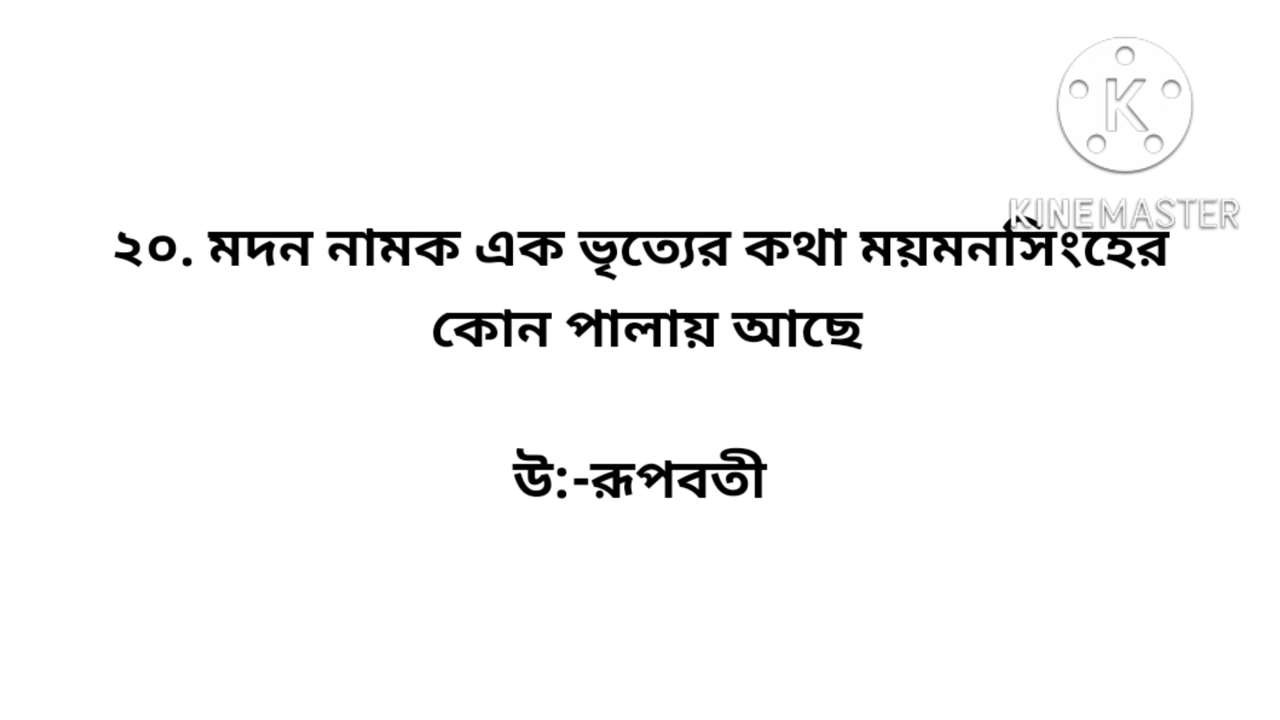 KINEMASTER
২০. মদন নামক এক ভৃত্যের কথা ময়মনসিংহের
কোন পালায় আছে
উ:-রূপবতী